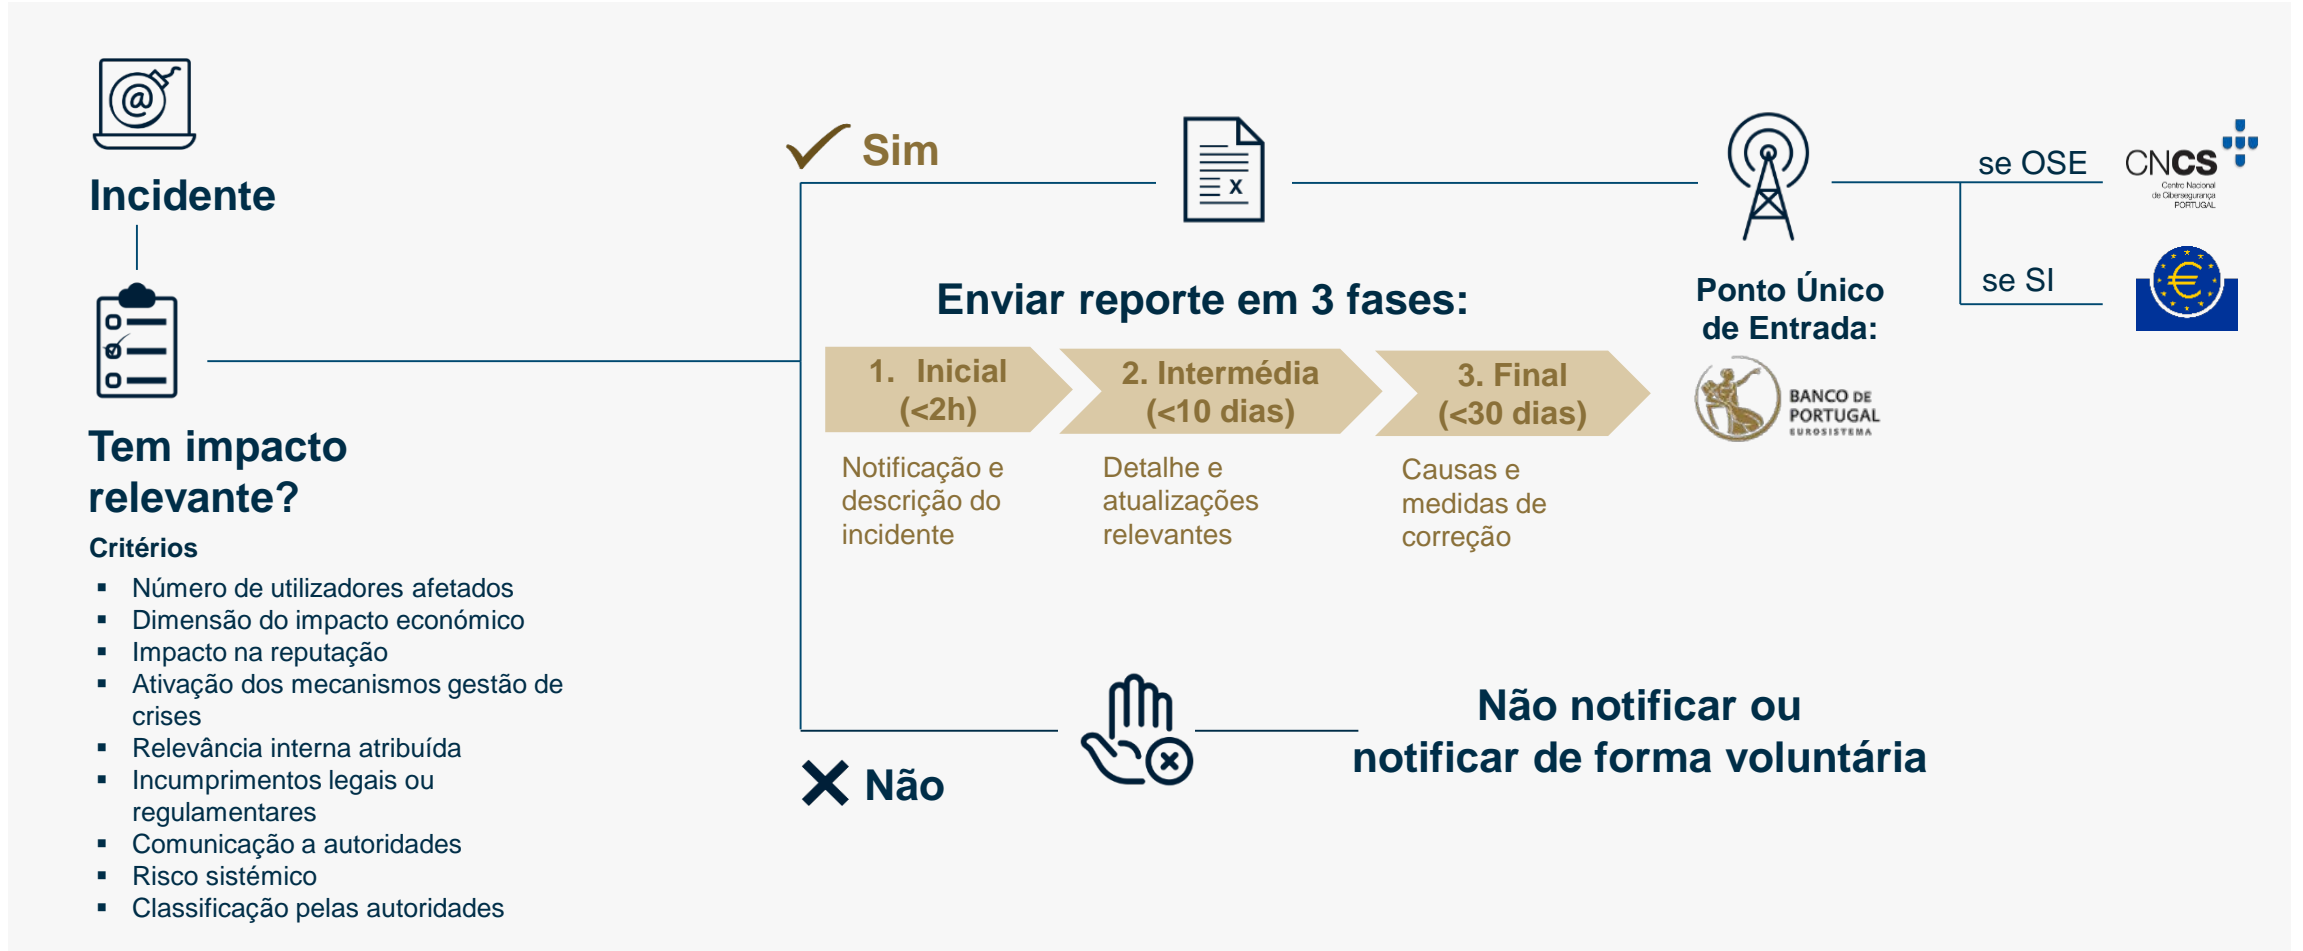 Incidente
Tem impacto
relevante?
Critérios
▪ Número de utilizadores afetados
▪ Dimensão do impacto económico
▪ Impacto na reputação
▪ Ativação dos mecanismos gestão de
crises
▪ Relevância interna atribuída
▪ Incumprimentos legais ou
regulamentares
▪ Comunicação a autoridades
▪ Risco sistémico
▪ Classificação pelas autoridades
Sim
X
Enviar reporte em 3 fases:
1. Inicial
(<2h)
Notificação e
descrição do
incidente
2. Intermédia
(<10 dias)
Detalhe e
atualizações
relevantes
3. Final
(<30 dias)
Causas e
medidas de
correção
Ponto Único
de Entrada:
BANCO DE
PORTUGAL
EUROSISTEMA
se OSE
CNCS
Centro Nacional
de Cibersegurança
PORTUGAL
se SI
€
Não
Não notificar ou
notificar de forma voluntária